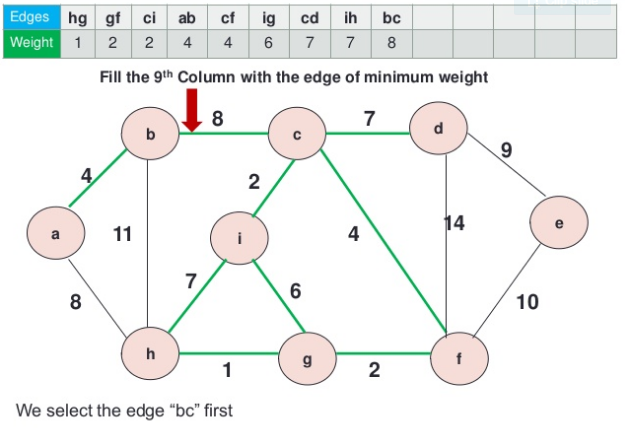 Edges hg gf ci ab cf ig cd ih bc
Weight 1 2 2 4 4 6 7 7 8
Fill the 9th Column with the edge of minimum weight
b 8 c 7 d
9
4 2
a 11 i 4 14 e
8 7 6 10
h 1 g 2 f
We select the edge “bc” first